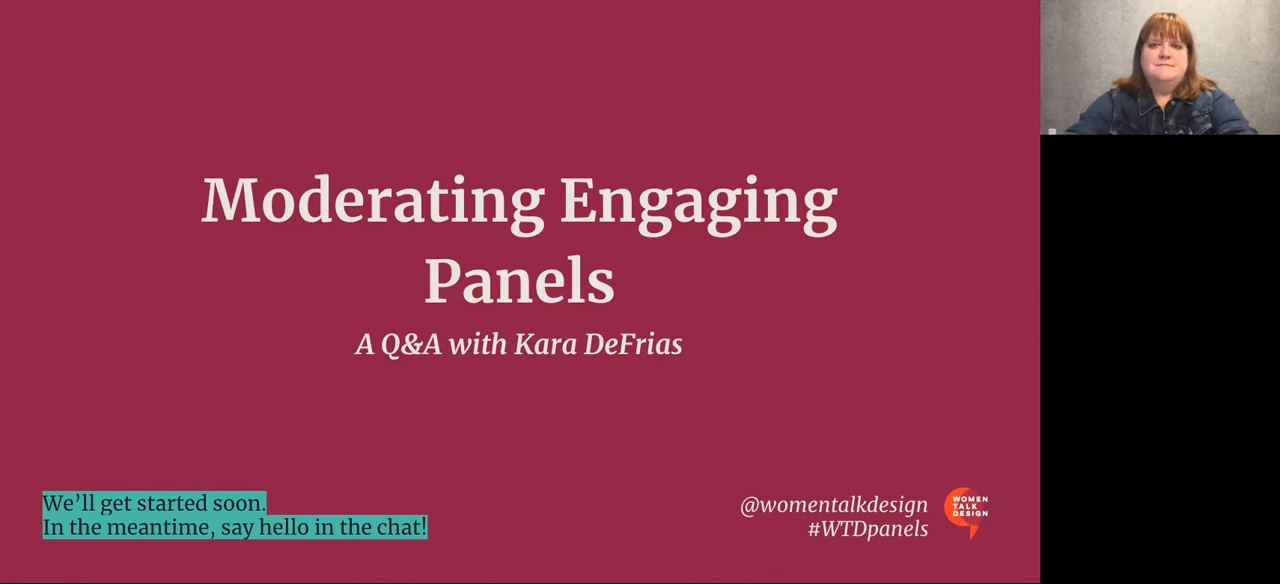 Moderating Engaging
Panels
A Q&A with Kara DeFrias
We’ll get started soon.
In the meantime, say hello in the chat!
@womentalkdesign
#WTDpanels
WOMEN
TALK
DESIGN